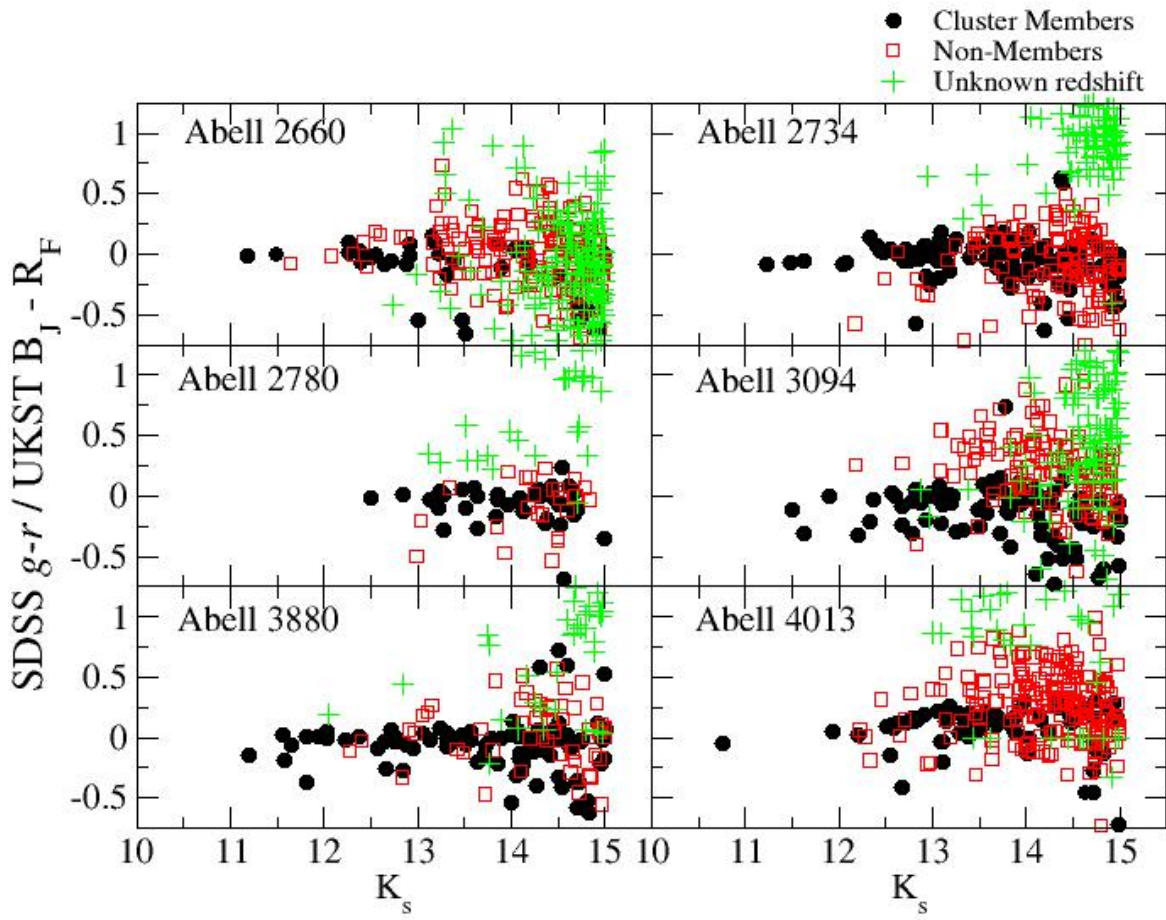 Cluster Members
Non-Members
Unknown redshift
SDSS g-r / UKST B_J - R_F
Abell 2660
Abell 2734
1
0.5
0
-0.5
Abell 2780
Abell 3094
1
0.5
0
-0.5
Abell 3880
Abell 4013
1
0.5
0
-0.5
10 11 12 13 14 15 10 11 12 13 14 15
K_s K_s